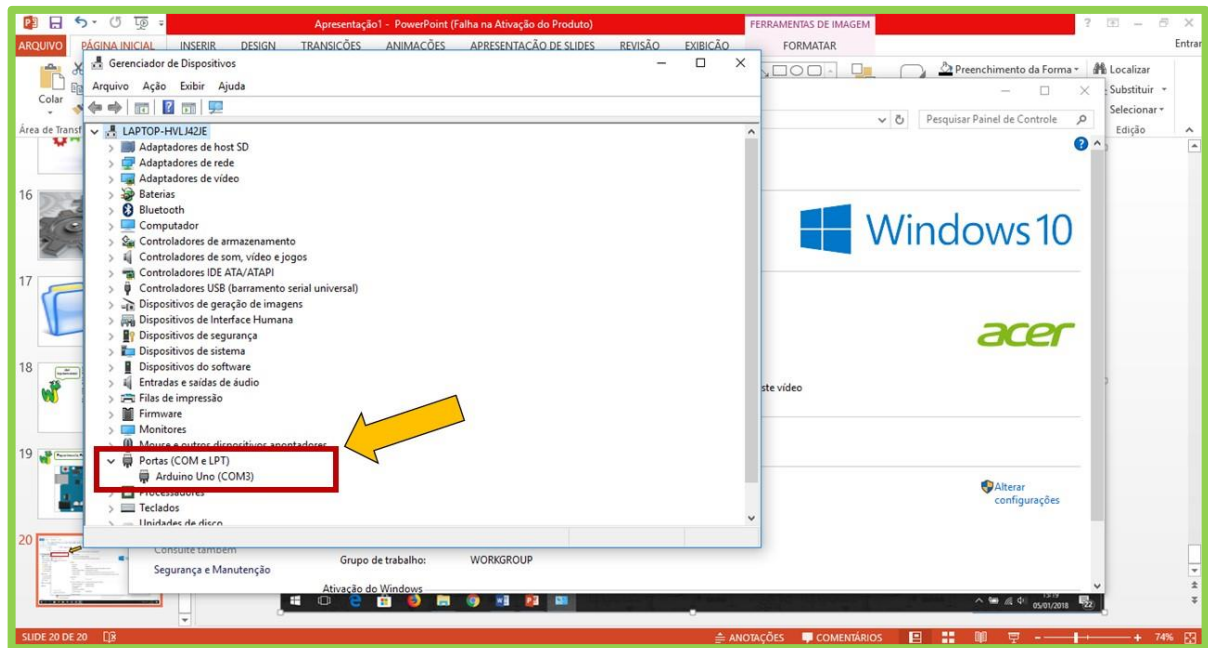 Apresentação1 - PowerPoint (Falha na Ativação do Produto)
FERRAMENTAS DE IMAGEM
ARQUIVO PÁGINA INICIAL INSERIR DESIGN TRANSIÇÕES ANIMAÇÕES APRESENTAÇÃO DE SLIDES REVISÃO EXIBIÇÃO FORMATAR Entrar
Colar
Área de Transf
Preenchimento da Forma
Localizar
Substituir
Selecionar
Edição
Gerenciador de Dispositivos
Arquivo Ação Exibir Ajuda
LAPTOP-HVLJ42JE
Adaptadores de host SD
Adaptadores de rede
Adaptadores de vídeo
Baterias
Bluetooth
Computador
Controladores de armazenamento
Controladores de som, vídeo e jogos
Controladores IDE ATA/ATAPI
Controladores USB (barramento serial universal)
Dispositivos de geração de imagens
Dispositivos de Interface Humana
Dispositivos de segurança
Dispositivos de sistema
Dispositivos do software
Entradas e saídas de áudio
Filas de impressão
Firmware
Monitores
Mouse e outros dispositivos apontadores
Portas (COM e LPT)
Arduino Uno (COM3)
Processadores
Teclados
Unidades de disco
Pesquisar Painel de Controle
Windows 10
acer
ste vídeo
Alterar
configurações
Consulte também
Segurança e Manutenção
Grupo de trabalho: WORKGROUP
Ativação do Windows
16
17
18
19
20
15:19
05/01/2018
22
SLIDE 20 DE 20
ANOTAÇÕES
COMENTÁRIOS
74%